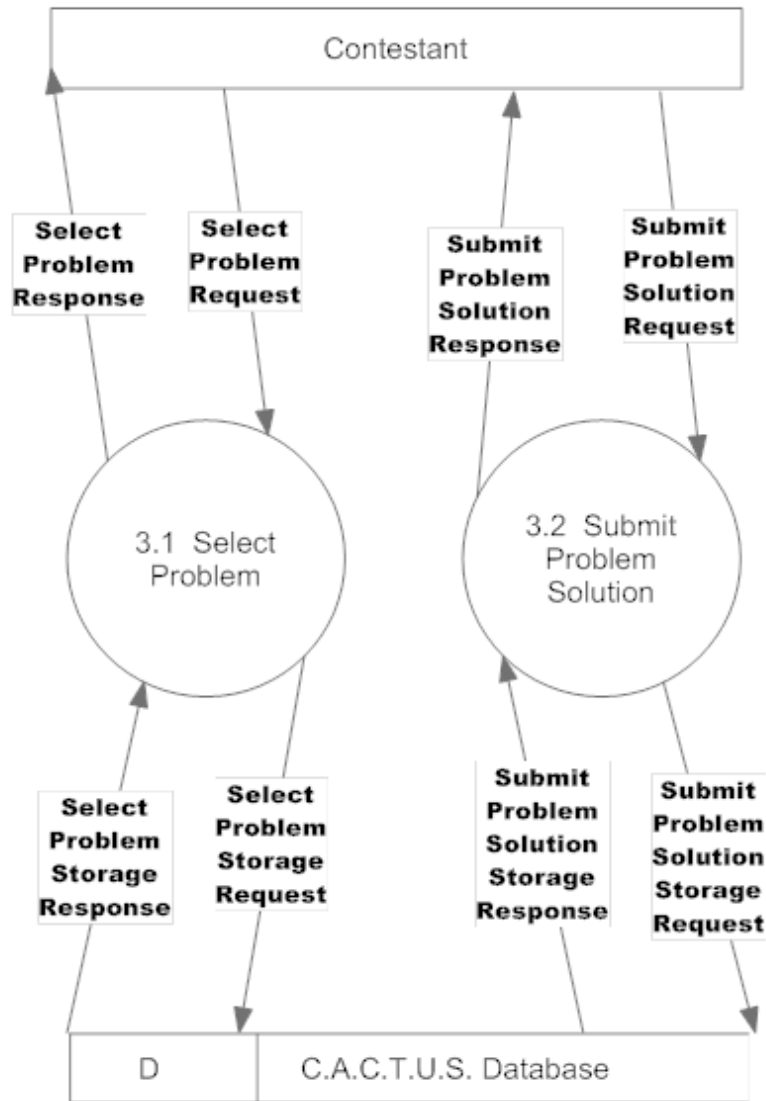 Contestant
Select
Problem
Response
Select
Problem
Request
Submit
Problem
Solution
Response
Submit
Problem
Solution
Request
3.1 Select
Problem
3.2 Submit
Problem
Solution
Select
Problem
Storage
Response
Select
Problem
Storage
Request
Submit
Problem
Solution
Storage
Response
Submit
Problem
Solution
Storage
Request
D
C.A.C.T.U.S. Database